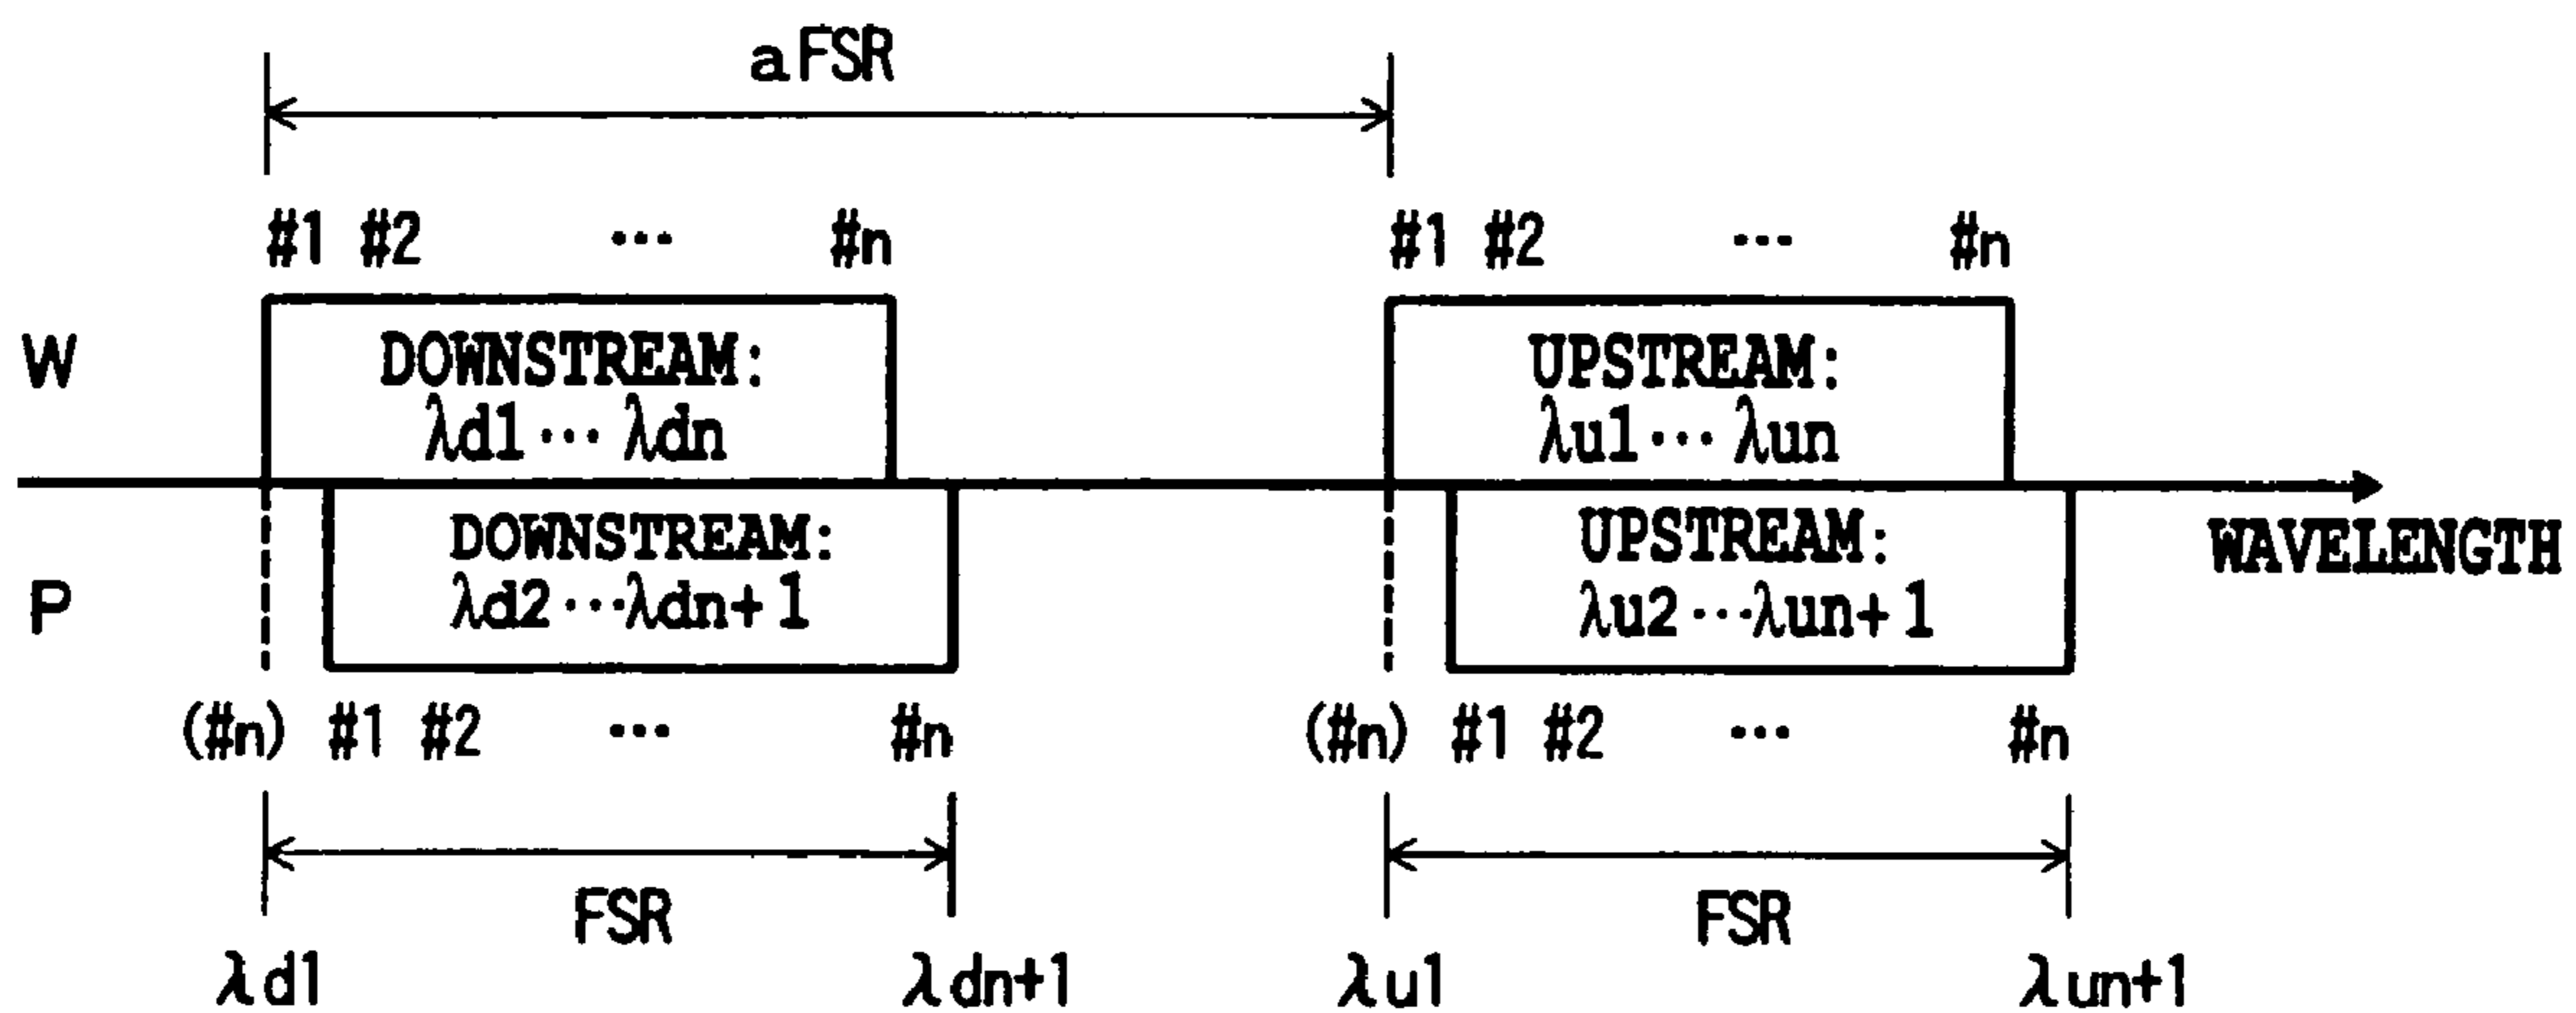 aFSR
#1 #2 ... #n #1 #2 ... #n
W DOWNSTREAM: UPSTREAM:
λd1 ... λdn λu1 ... λun
P DOWNSTREAM: UPSTREAM: WAVELENGTH
λd2 ... λdn+1 λu2 ... λun+1
(#n) #1 #2 ... #n (#n) #1 #2 ... #n
FSR FSR
λd1 λdn+1 λu1 λun+1